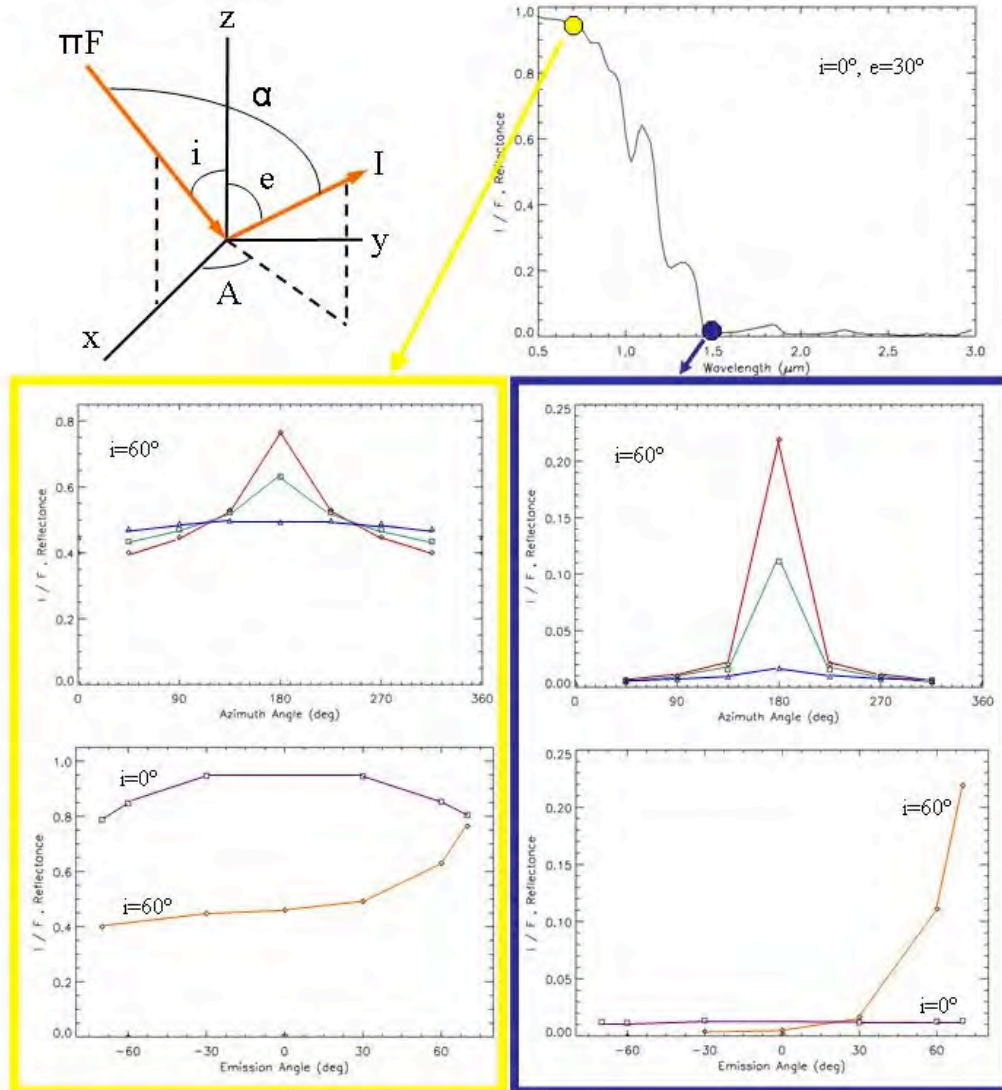 z
πF
α
i
e
I
y
A
x
1.0
0.8
0.6
0.4
0.2
0.0
I / F , Reflectance
i=0°, e=30°
0.5 1.0 1.5 2.0 2.5 3.0
Wavelength (μm)
0.8
0.6
0.4
0.2
0.0
I / F , Reflectance
i=60°
0 90 180 270 360
Azimuth Angle (deg)
0.25
0.20
0.15
0.10
0.05
0.00
I / F , Reflectance
i=60°
0 90 180 270 360
Azimuth Angle (deg)
1.0
0.8
0.6
0.4
0.2
0.0
I / F , Reflectance
i=0°
i=60°
−60 −30 0 30 60
Emission Angle (deg)
0.25
0.20
0.15
0.10
0.05
0.00
I / F , Reflectance
i=60°
i=0°
−60 −30 0 30 60
Emission Angle (deg)